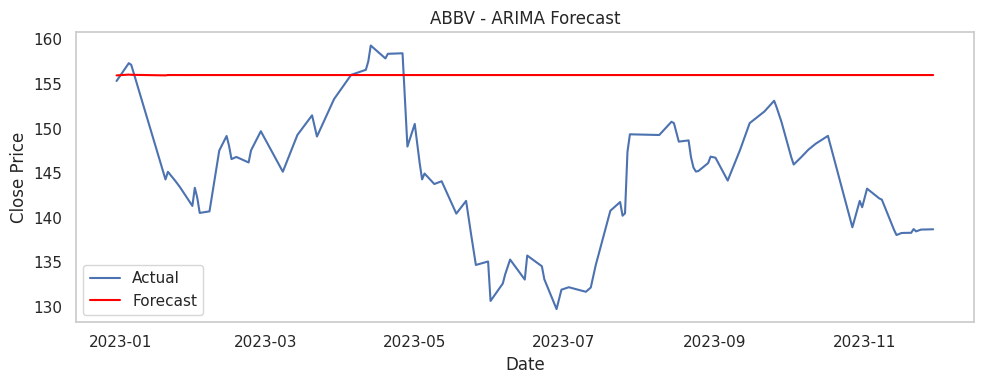 ABBV - ARIMA Forecast
160
155
150
145
140
135
130
Close Price
Actual
Forecast
2023-01
2023-03
2023-05
2023-07
2023-09
2023-11
Date